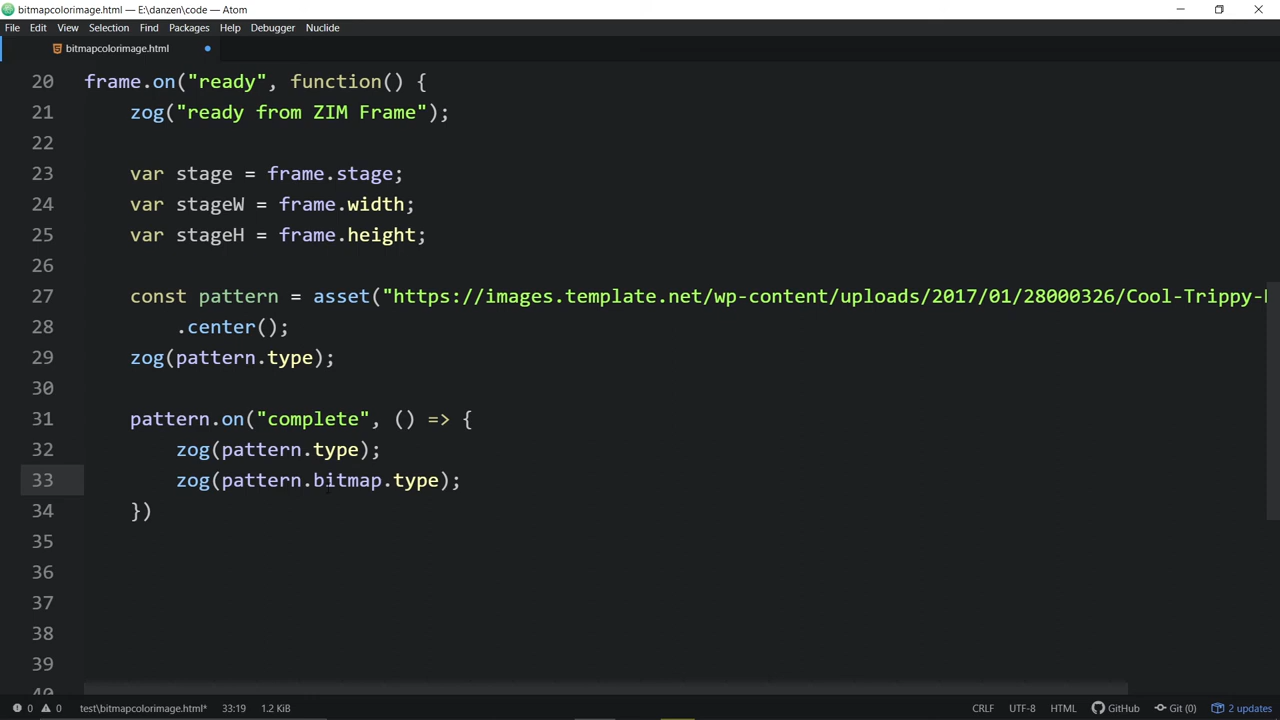 bitmapcolorimage.html — E:\danzen\code — Atom
File Edit View Selection Find Packages Help Debugger Nuclide
bitmapcolorimage.html
20 frame.on("ready", function() {
21 zog("ready from ZIM Frame");
22
23 var stage = frame.stage;
24 var stageW = frame.width;
25 var stageH = frame.height;
26
27 const pattern = asset("https://images.template.net/wp-content/uploads/2017/01/28000326/Cool-Trippy-
28 .center();
29 zog(pattern.type);
30
31 pattern.on("complete", () => {
32 zog(pattern.type);
33 zog(pattern.bitmap.type);
34 })
35
36
37
38
39
40
0 0 test\bitmapcolorimage.html* 33:19 1.2 KiB CRLF UTF-8 HTML GitHub Git (0) 2 updates